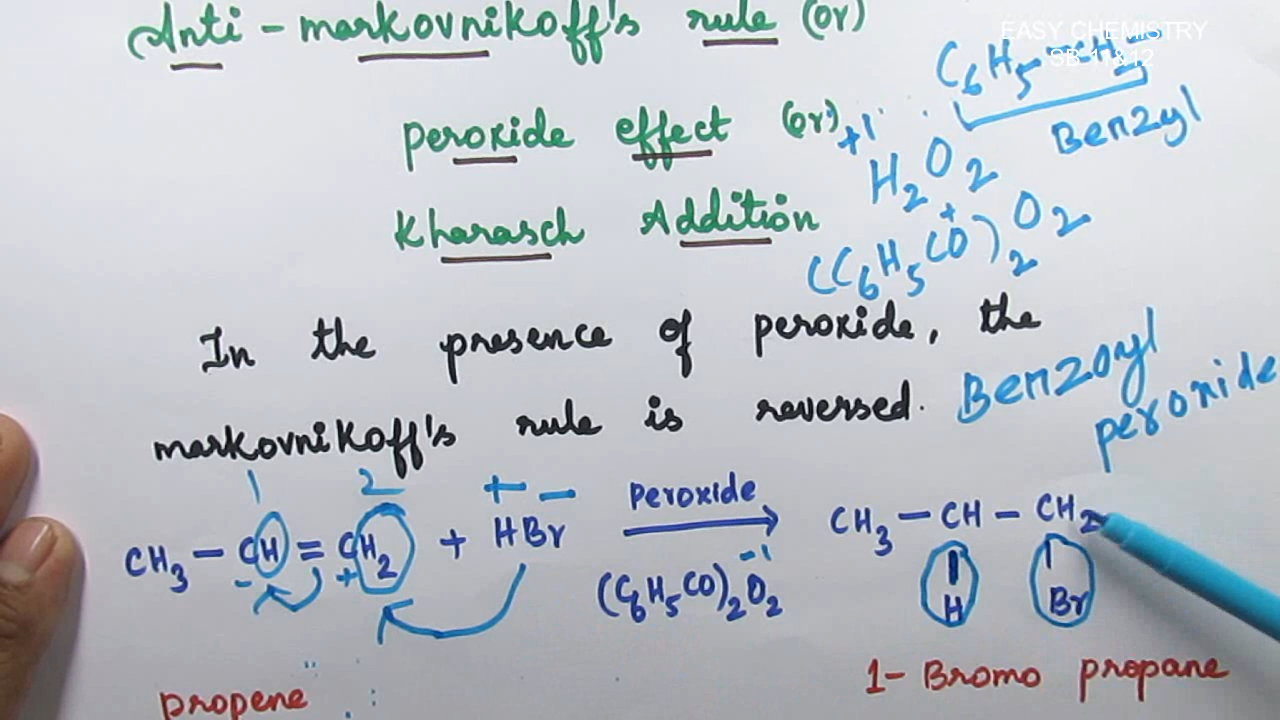 Anti-markovnikoff's rule (or)
EASY CHEMISTRY
SB 11 &12
C6H5-CH2
Benzyl
peroxide effect (or)
+1
H2O2
Kharasch Addition
+
(C6H5CO)2O2
In the presence of peroxide, the
markovnikoff's rule is reversed.
Benzoyl
peroxide
1 2 + −
CH3 – CH = CH2 + HBr
- +
Peroxide
(C6H5CO)2O2
-1
CH3 – CH – CH2
H Br
propene
1- Bromo propane